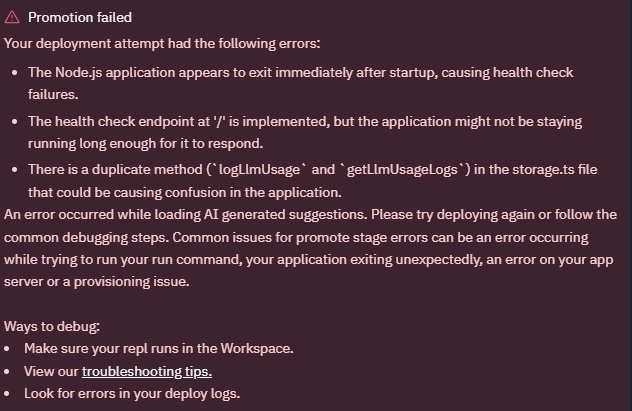 Promotion failed
Your deployment attempt had the following errors:
• The Node.js application appears to exit immediately after startup, causing health check
failures.
• The health check endpoint at '/' is implemented, but the application might not be staying
running long enough for it to respond.
• There is a duplicate method (`logLlmUsage` and `getLlmUsageLogs`) in the storage.ts file
that could be causing confusion in the application.
An error occurred while loading AI generated suggestions. Please try deploying again or follow the
common debugging steps. Common issues for promote stage errors can be an error occurring
while trying to run your run command, your application exiting unexpectedly, an error on your app
server or a provisioning issue.
Ways to debug:
• Make sure your repl runs in the Workspace.
• View our troubleshooting tips.
• Look for errors in your deploy logs.